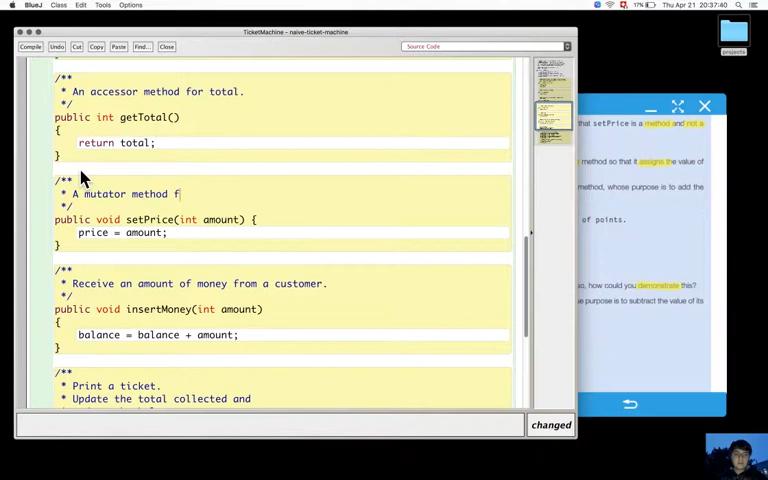 BlueJ Class Edit Tools Options 17% Thu Apr 21 20:37:40
TicketMachine - naive-ticket-machine
Compile Undo Cut Copy Paste Find... Close Source Code
/**
* An accessor method for total.
*/
public int getTotal()
{
return total;
}
/**
* A mutator method f
*/
public void setPrice(int amount) {
price = amount;
}
/**
* Receive an amount of money from a customer.
*/
public void insertMoney(int amount)
{
balance = balance + amount;
}
/**
* Print a ticket.
* Update the total collected and
changed
projects
that setPrice is a method and not a
method so that it assigns the value of
method, whose purpose is to add the
of points.
so, how could you demonstrate this?
se purpose is to subtract the value of its